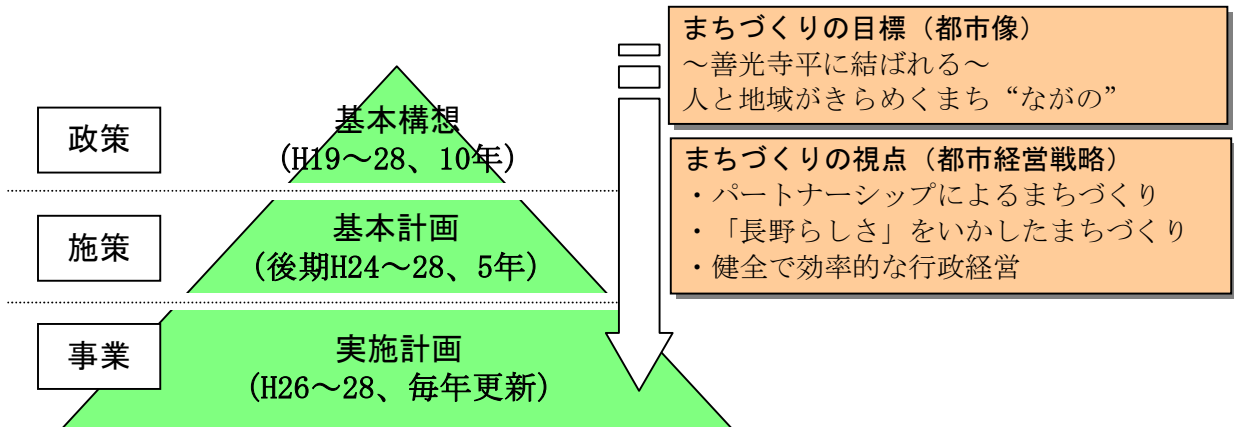 まちづくりの目標（都市像）
～善光寺平に結ばれる～
人と地域がきらめくまち“ながの”
政策
基本構想
(H19～28、10年)
まちづくりの視点（都市経営戦略）
・パートナーシップによるまちづくり
・「長野らしさ」をいかしたまちづくり
・健全で効率的な行政経営
施策
基本計画
(後期H24～28、5年)
事業
実施計画
(H26～28、毎年更新)